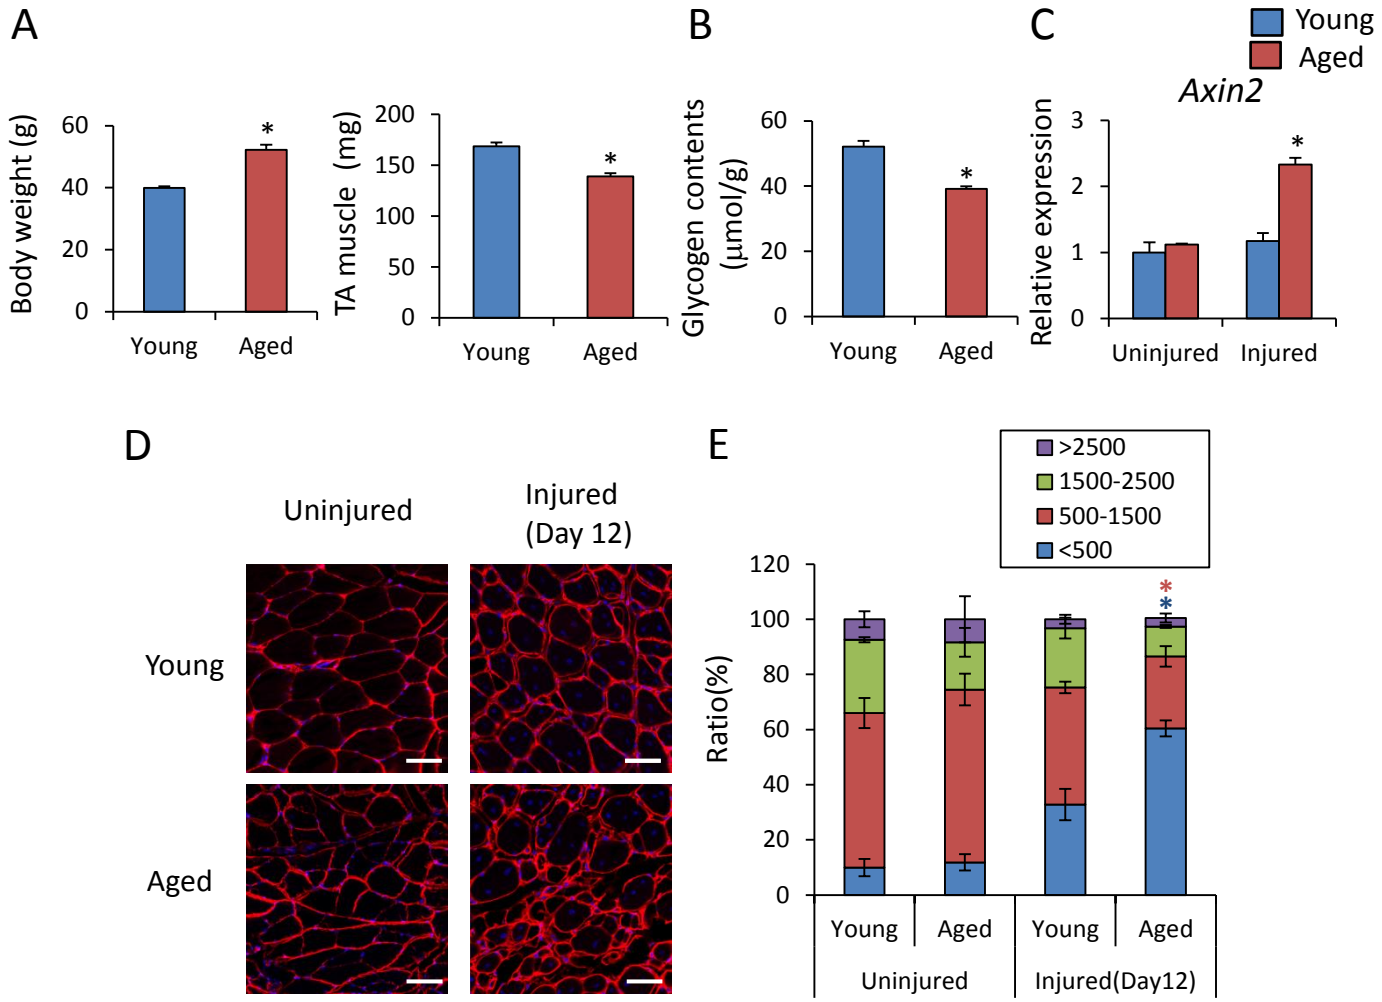 A
Body weight (g)
60
40
20
0
*
Young
Aged
TA muscle (mg)
200
150
100
50
0
*
Young
Aged
B
Glycogen contents
(μmol/g)
60
40
20
0
*
Young
Aged
C
Young
Aged
Axin2
Relative expression
3
2
1
0
*
Uninjured
Injured
D
Uninjured
Injured
(Day 12)
Young
Aged
E
>2500
1500-2500
500-1500
<500
Ratio(%)
120
100
80
60
40
20
0
*
*
Young
Aged
Young
Aged
Uninjured
Injured(Day12)